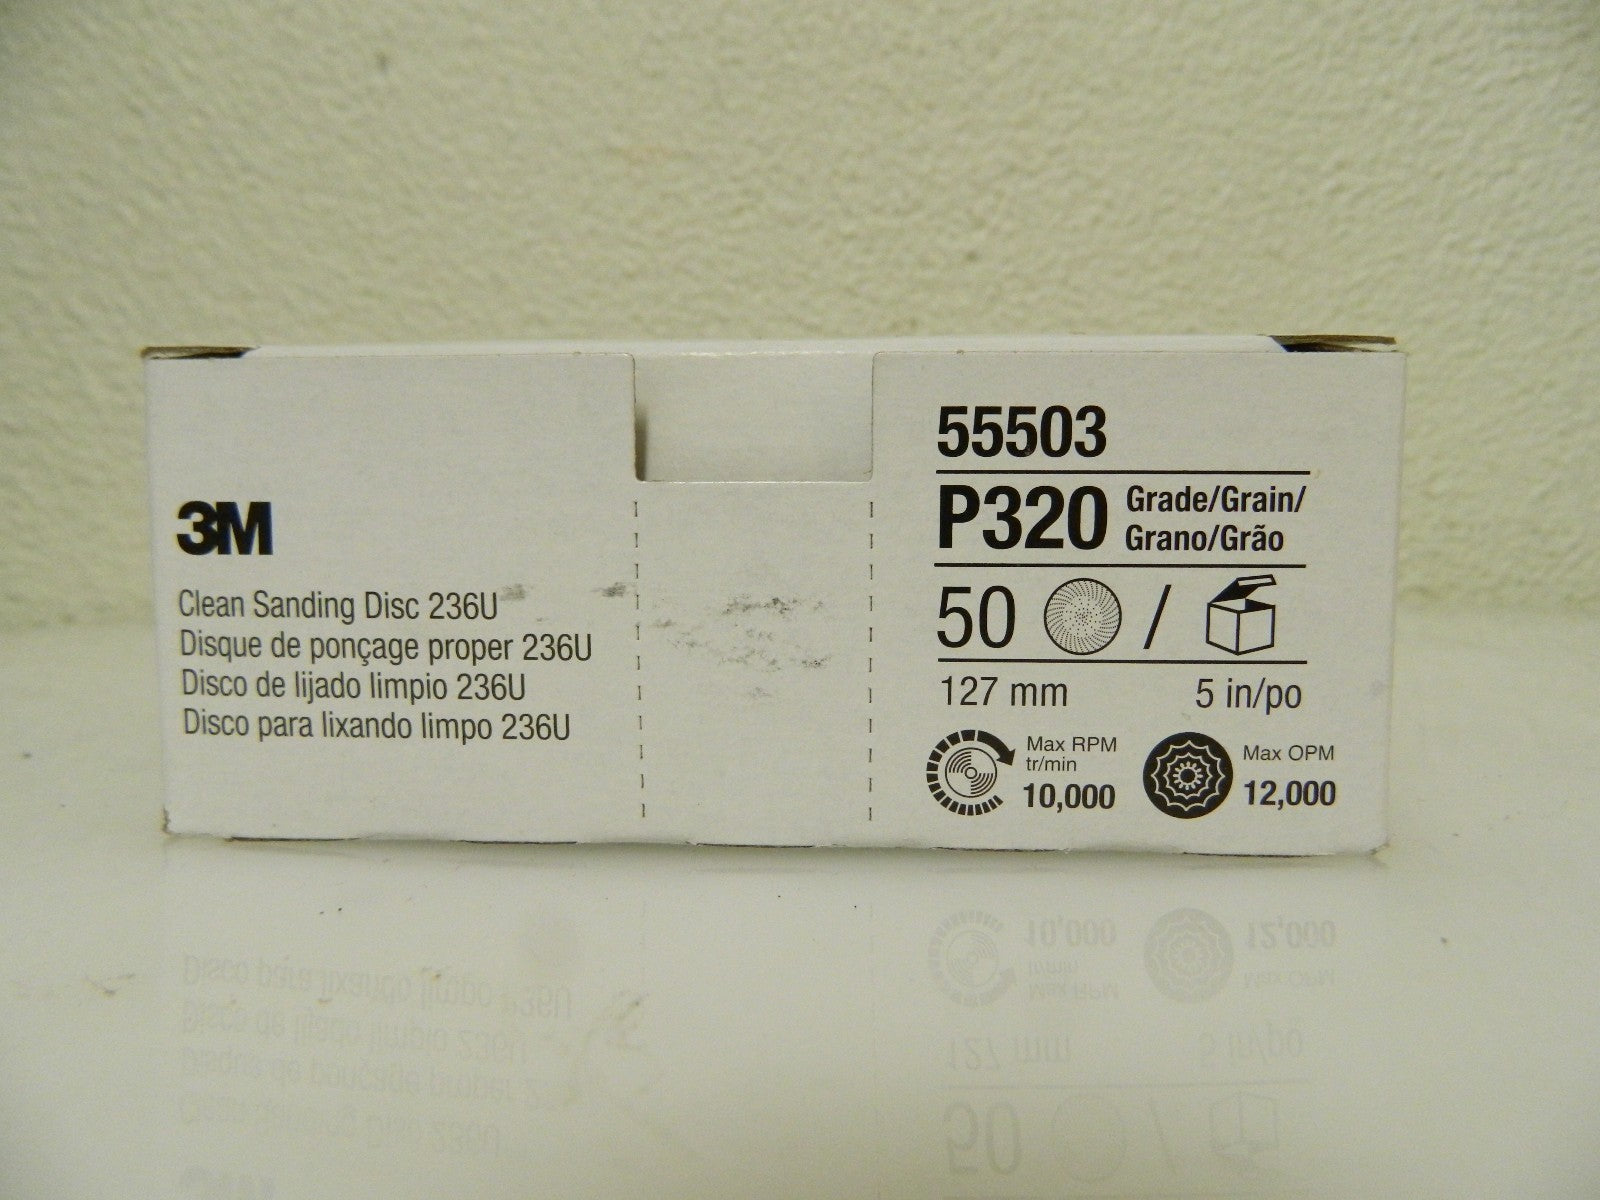 3M
Clean Sanding Disc 236U
Disque de ponçage proper 236U
Disco de lijado limpio 236U
Disco para lixando limpo 236U
55503
P320 Grade/Grain/
Grano/Grão
50 /
127 mm 5 in/po
Max RPM
tr/min
10,000
Max OPM
12,000